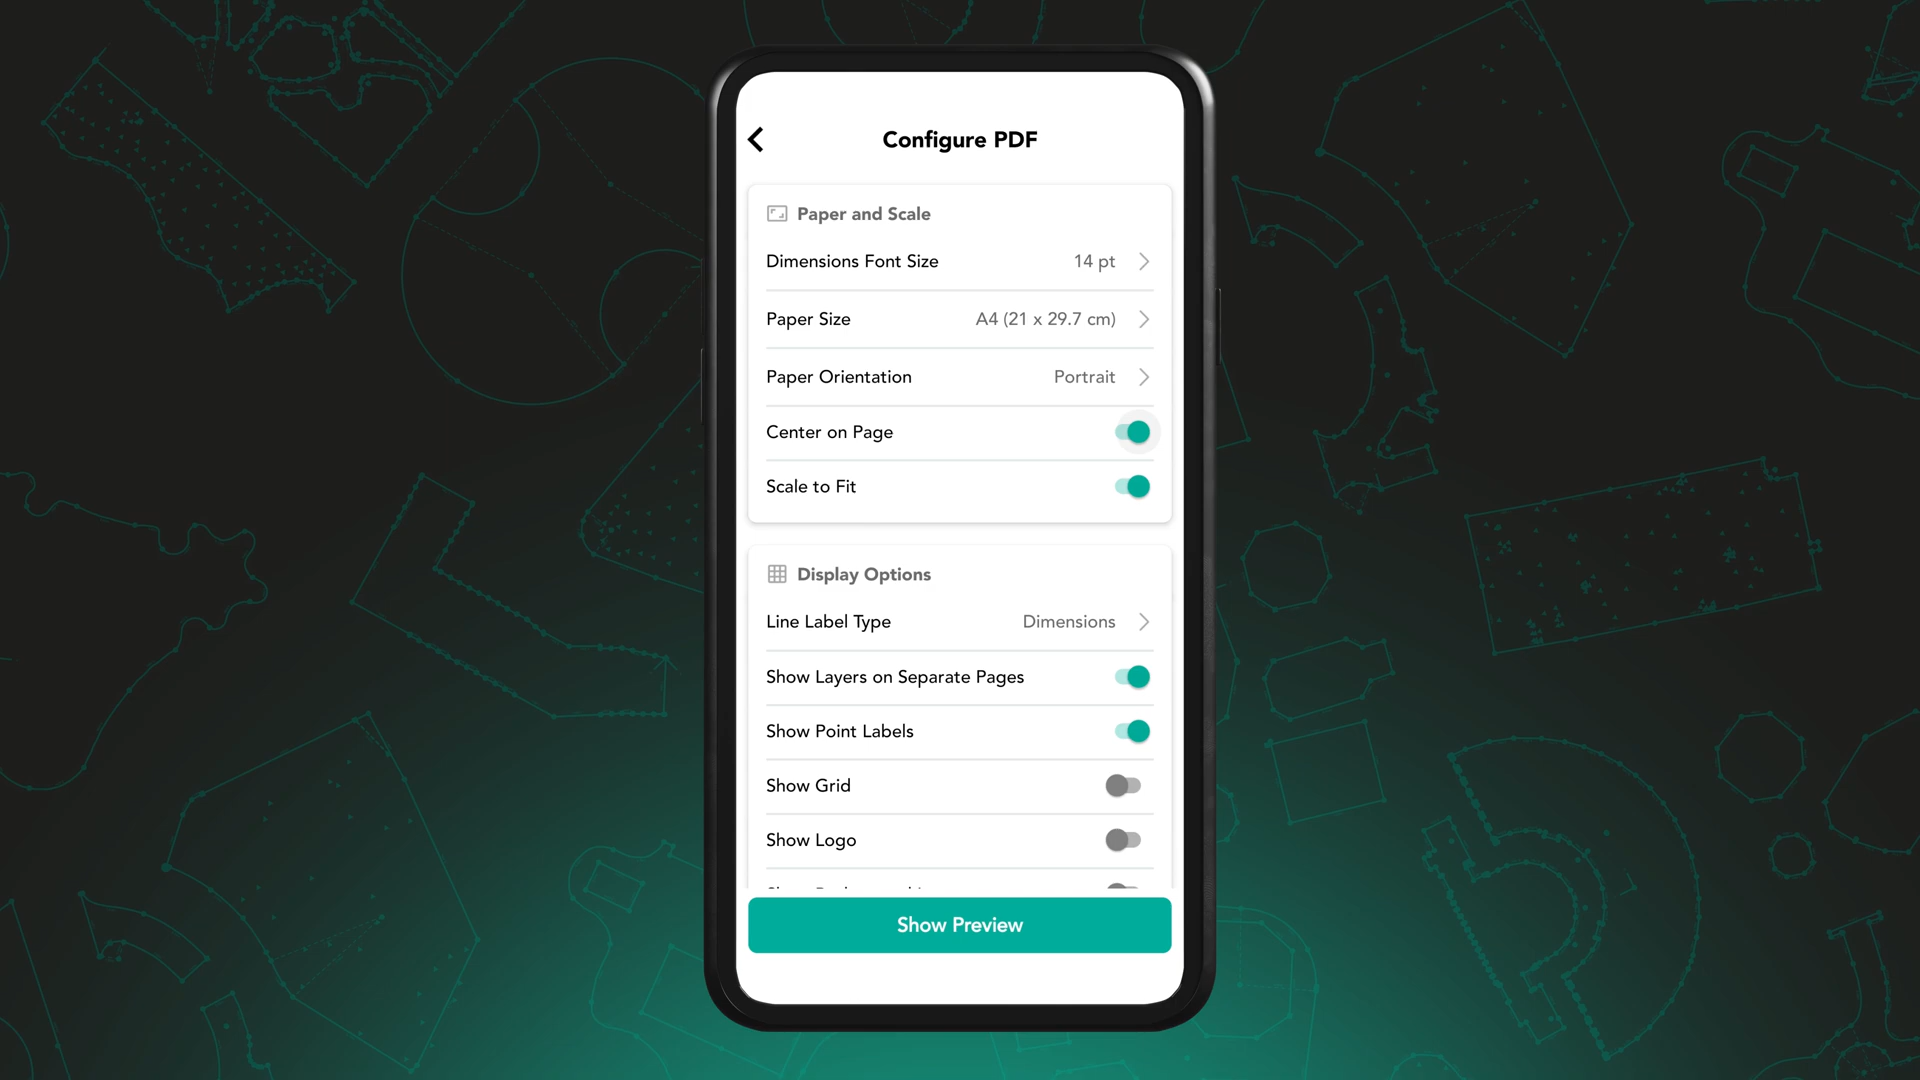 Configure PDF
Paper and Scale
Dimensions Font Size 14 pt
Paper Size A4 (21 x 29.7 cm)
Paper Orientation Portrait
Center on Page
Scale to Fit
Display Options
Line Label Type Dimensions
Show Layers on Separate Pages
Show Point Labels
Show Grid
Show Logo
Show Preview